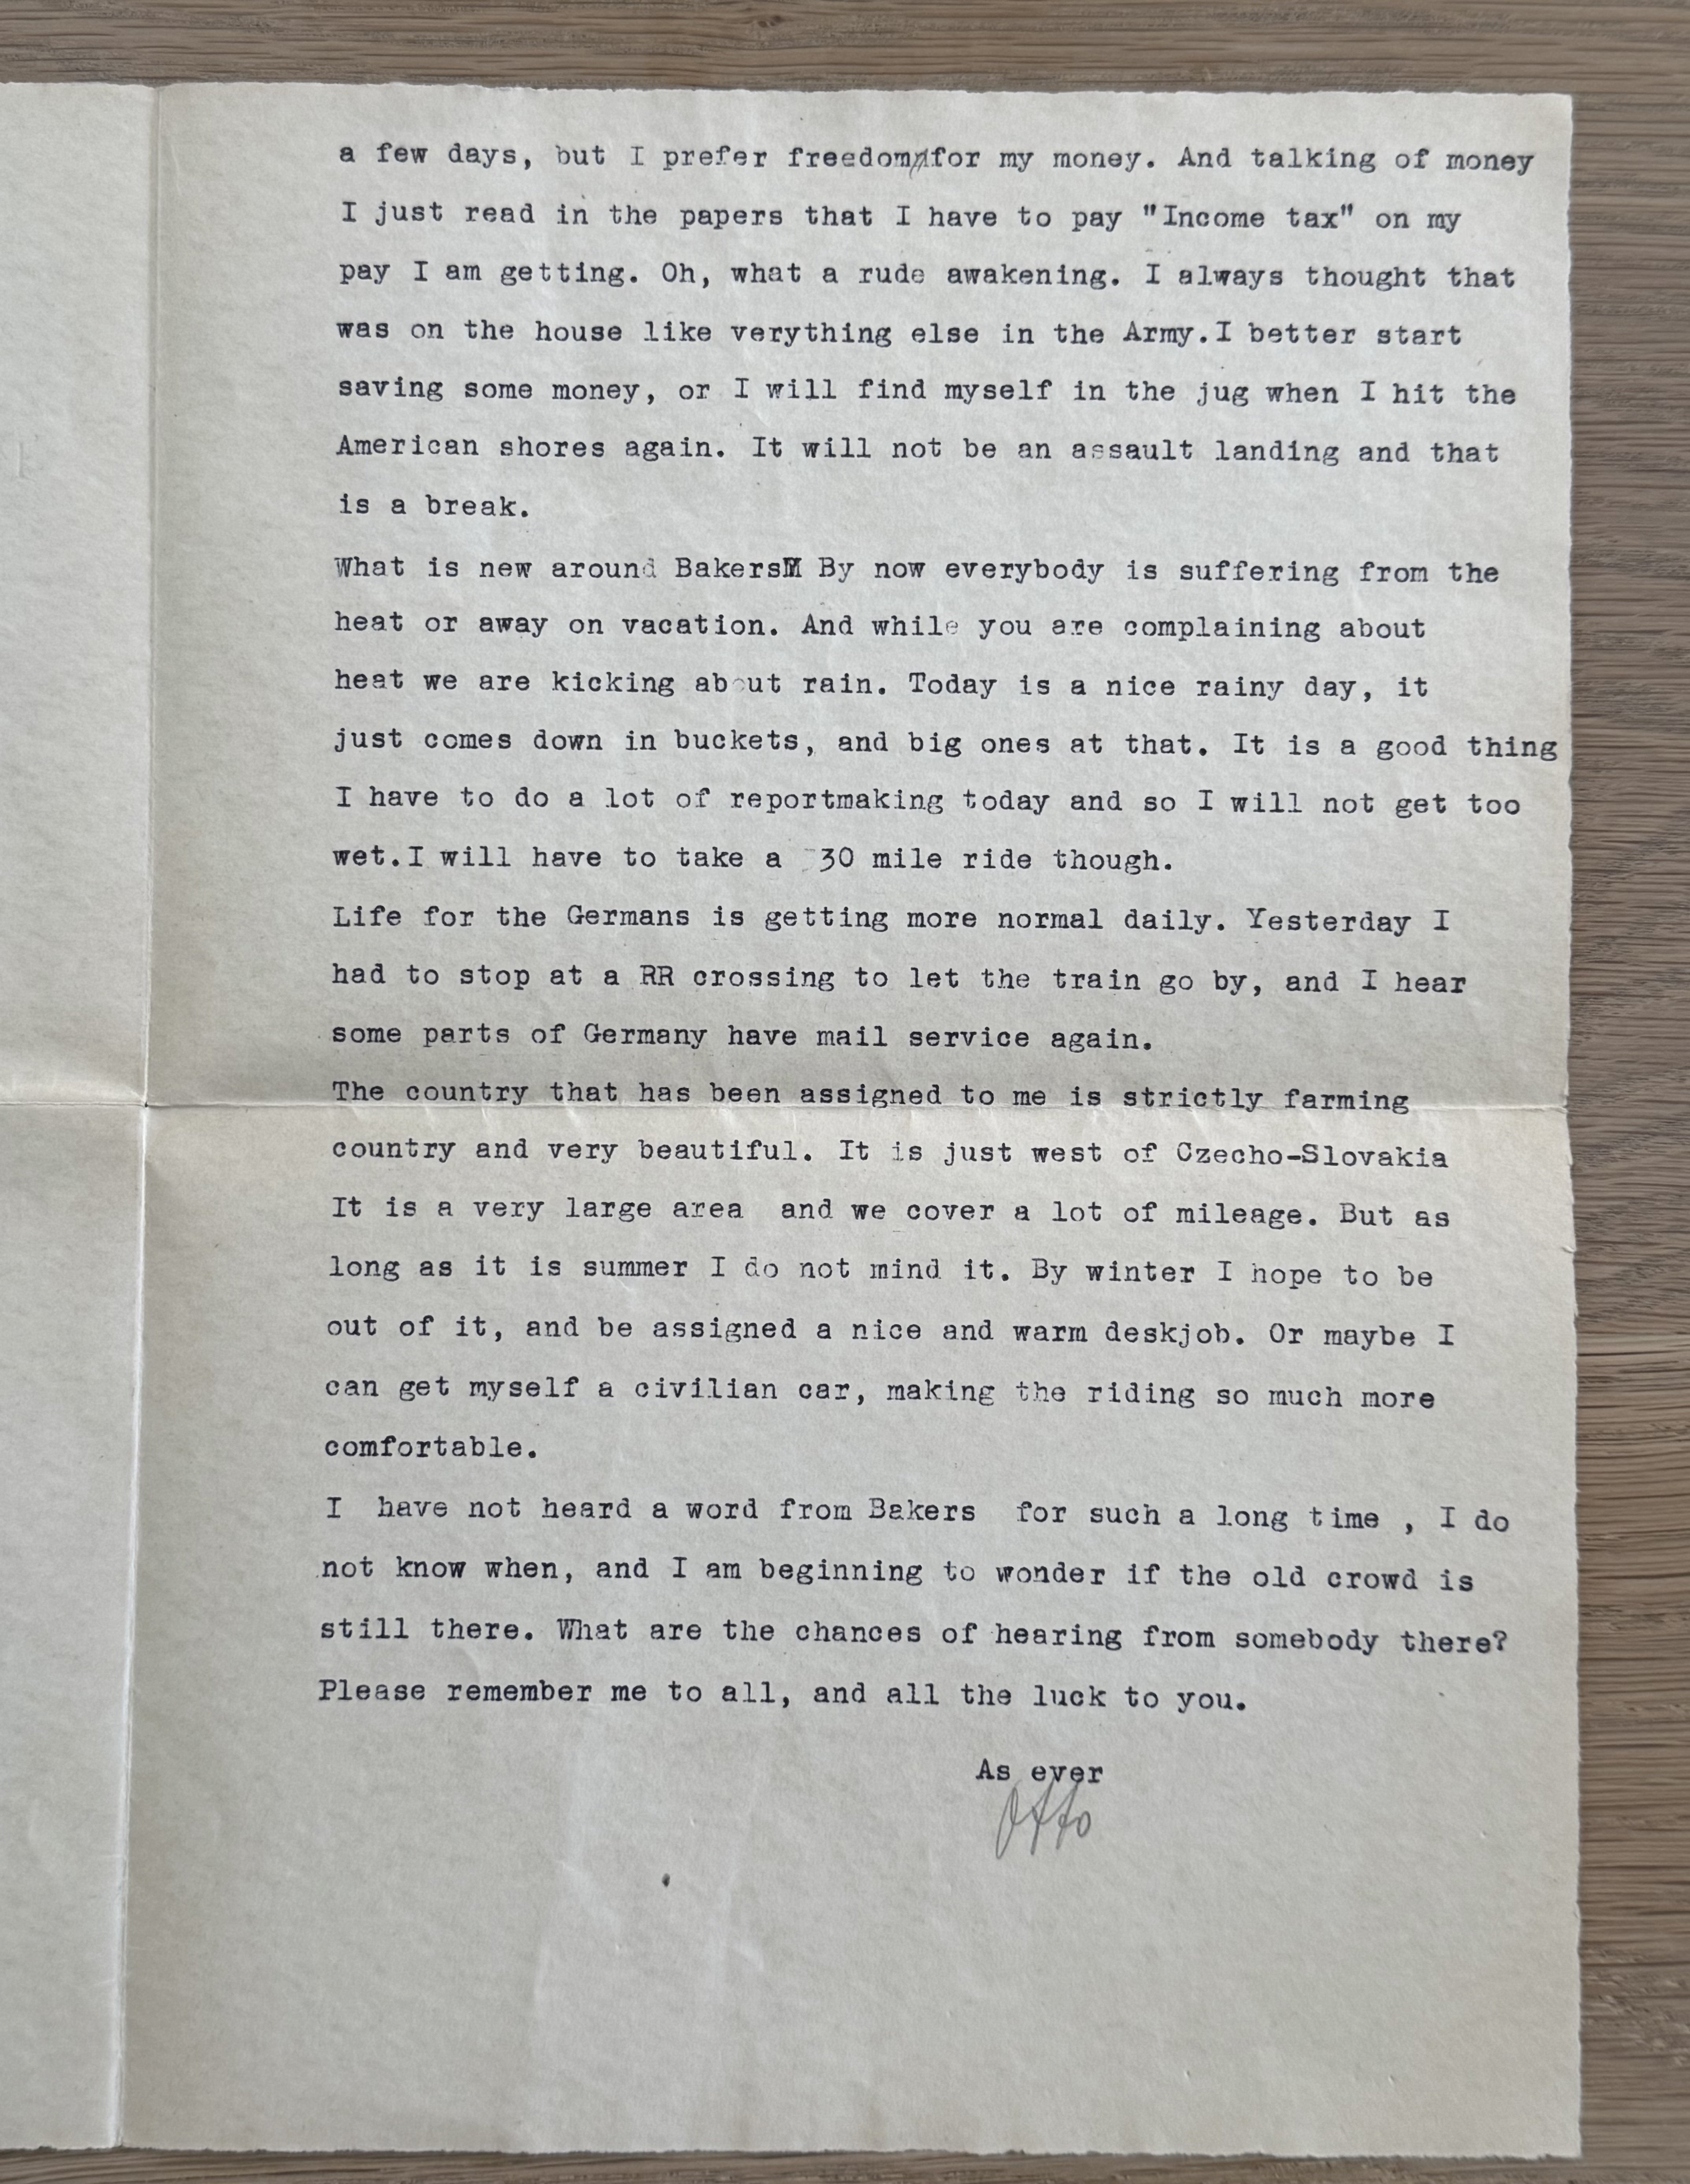 a few days, but I prefer freedom for my money. And talking of money
I just read in the papers that I have to pay "Income tax" on my
pay I am getting. Oh, what a rude awakening. I always thought that
was on the house like verything else in the Army.I better start
saving some money, or I will find myself in the jug when I hit the
American shores again. It will not be an assault landing and that
is a break.
What is new around Bakers By now everybody is suffering from the
heat or away on vacation. And while you are complaining about
heat we are kicking about rain. Today is a nice rainy day, it
just comes down in buckets, and big ones at that. It is a good thing
I have to do a lot of reportmaking today and so I will not get too
wet.I will have to take a 30 mile ride though.
Life for the Germans is getting more normal daily. Yesterday I
had to stop at a RR crossing to let the train go by, and I hear
some parts of Germany have mail service again.
The country that has been assigned to me is strictly farming
country and very beautiful. It is just west of Czecho-Slovakia
It is a very large area  and we cover a lot of mileage. But as
long as it is summer I do not mind it. By winter I hope to be
out of it, and be assigned a nice and warm deskjob. Or maybe I
can get myself a civilian car, making the riding so much more
comfortable.
I  have not heard a word from Bakers  for such a long time , I do
not know when, and I am beginning to wonder if the old crowd is
still there. What are the chances of hearing from somebody there?
Please remember me to all, and all the luck to you.
As ever
Otto